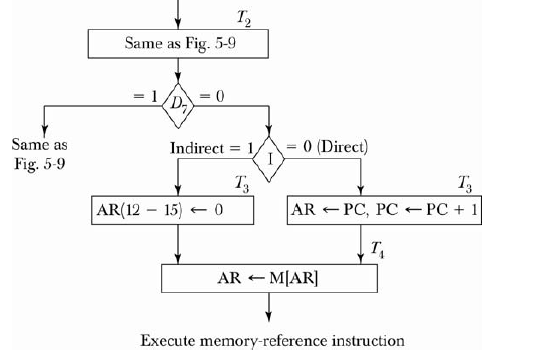 T₂
Same as Fig. 5-9
= 1 D₇ = 0
Same as
Fig. 5-9
Indirect = 1 I = 0 (Direct)
T₃
T₃
AR(12 – 15) ← 0
AR ← PC, PC ← PC + 1
T₄
AR ← M[AR]
Execute memory-reference instruction